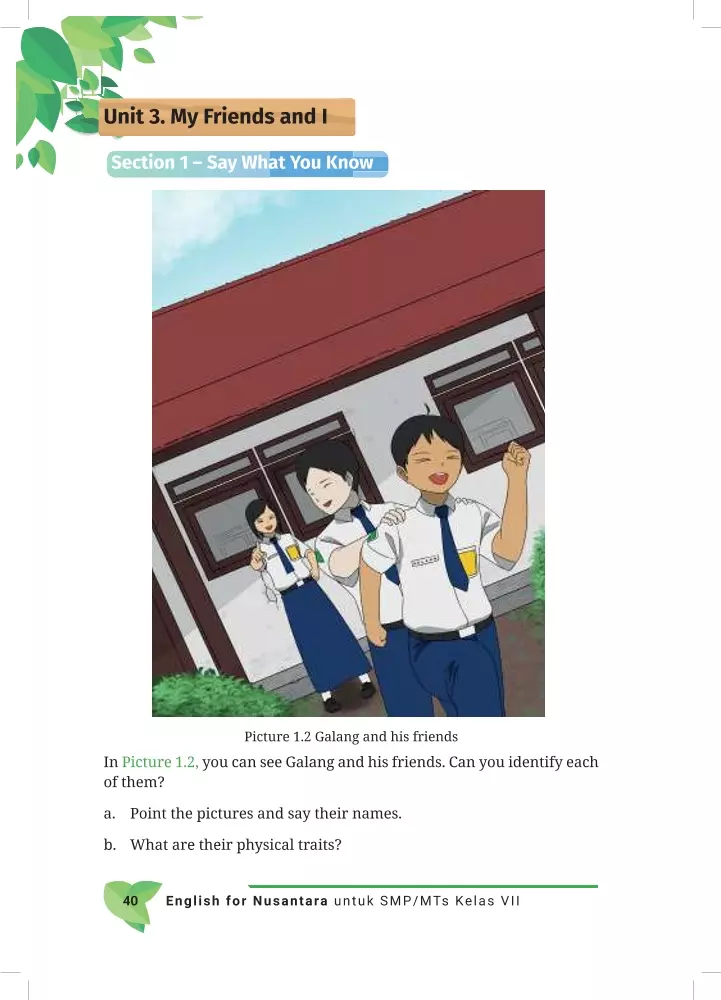 Unit 3. My Friends and I
Section 1 – Say What You Know
GALANG
Picture 1.2 Galang and his friends
In Picture 1.2, you can see Galang and his friends. Can you identify each
of them?
a. Point the pictures and say their names.
b. What are their physical traits?
40 English for Nusantara untuk SMP/MTs Kelas VII